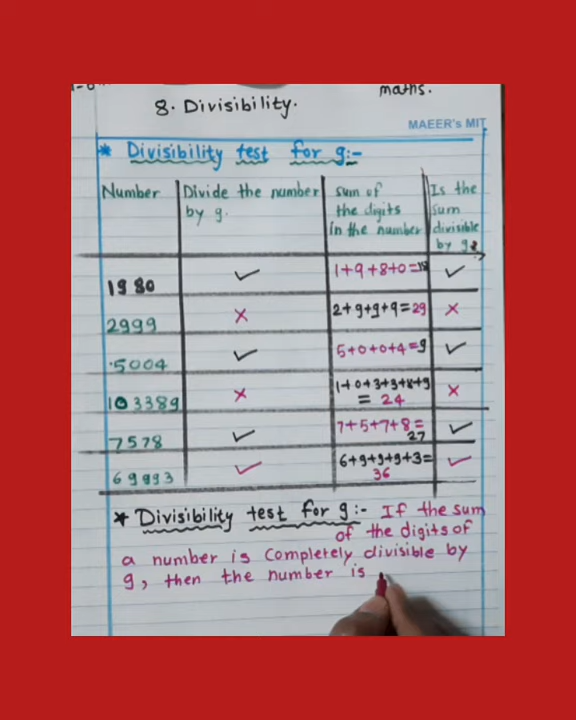 maths.
8. Divisibility.
MAEER's MIT
* Divisibility test for 9:-
Number | Divide the number by 9. | Sum of the digits in the number | Is the sum divisible by 9?
1980 | ✓ | 1+9+8+0=18 | ✓
2999 | × | 2+9+9+9=29 | ×
5004 | ✓ | 5+0+0+4=9 | ✓
103389 | × | 1+0+3+3+8+9 = 24 | ×
7578 | ✓ | 7+5+7+8= 27 | ✓
69993 | ✓ | 6+9+9+9+3= 36 | ✓
* Divisibility test for 9:- If the sum
of the digits of
a number is completely divisible by
9, then the number is